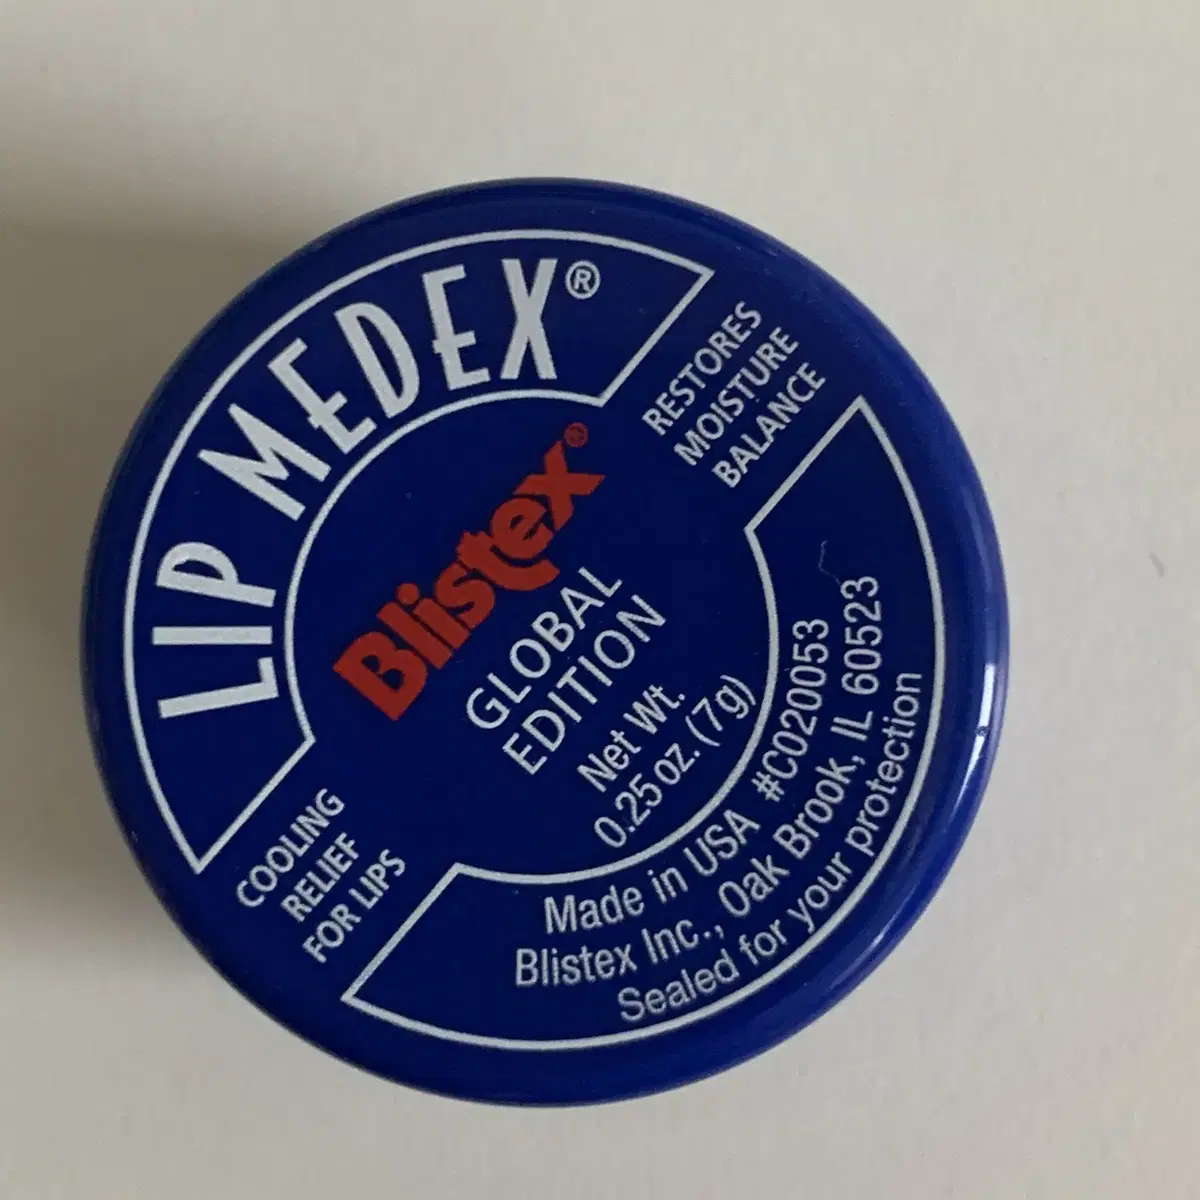 LIP MEDEX®
RESTORES
MOISTURE
BALANCE
Blistex®
GLOBAL
EDITION
Net Wt.
0.25 oz. (7g)
COOLING
RELIEF
FOR LIPS
Made in USA #C020053
Blistex Inc., Oak Brook, IL 60523
Sealed for your protection